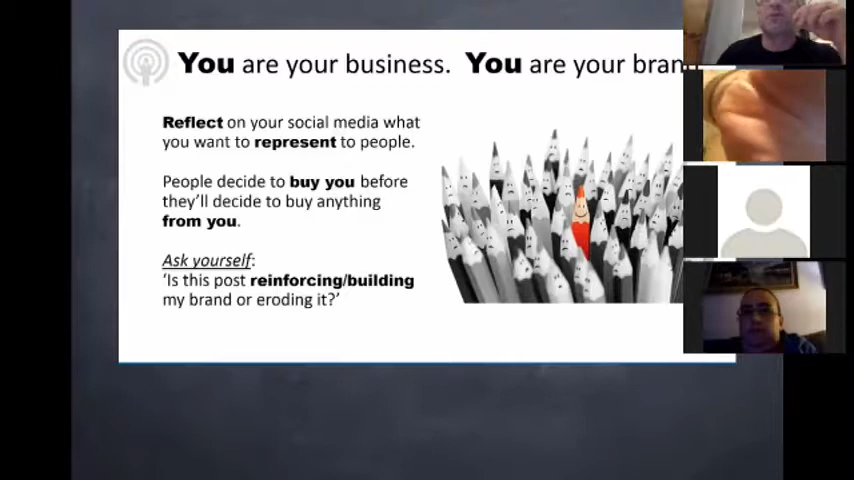 You are your business. You are your bran
Reflect on your social media what
you want to represent to people.
People decide to buy you before
they'll decide to buy anything
from you.
Ask yourself:
‘Is this post reinforcing/building
my brand or eroding it?’